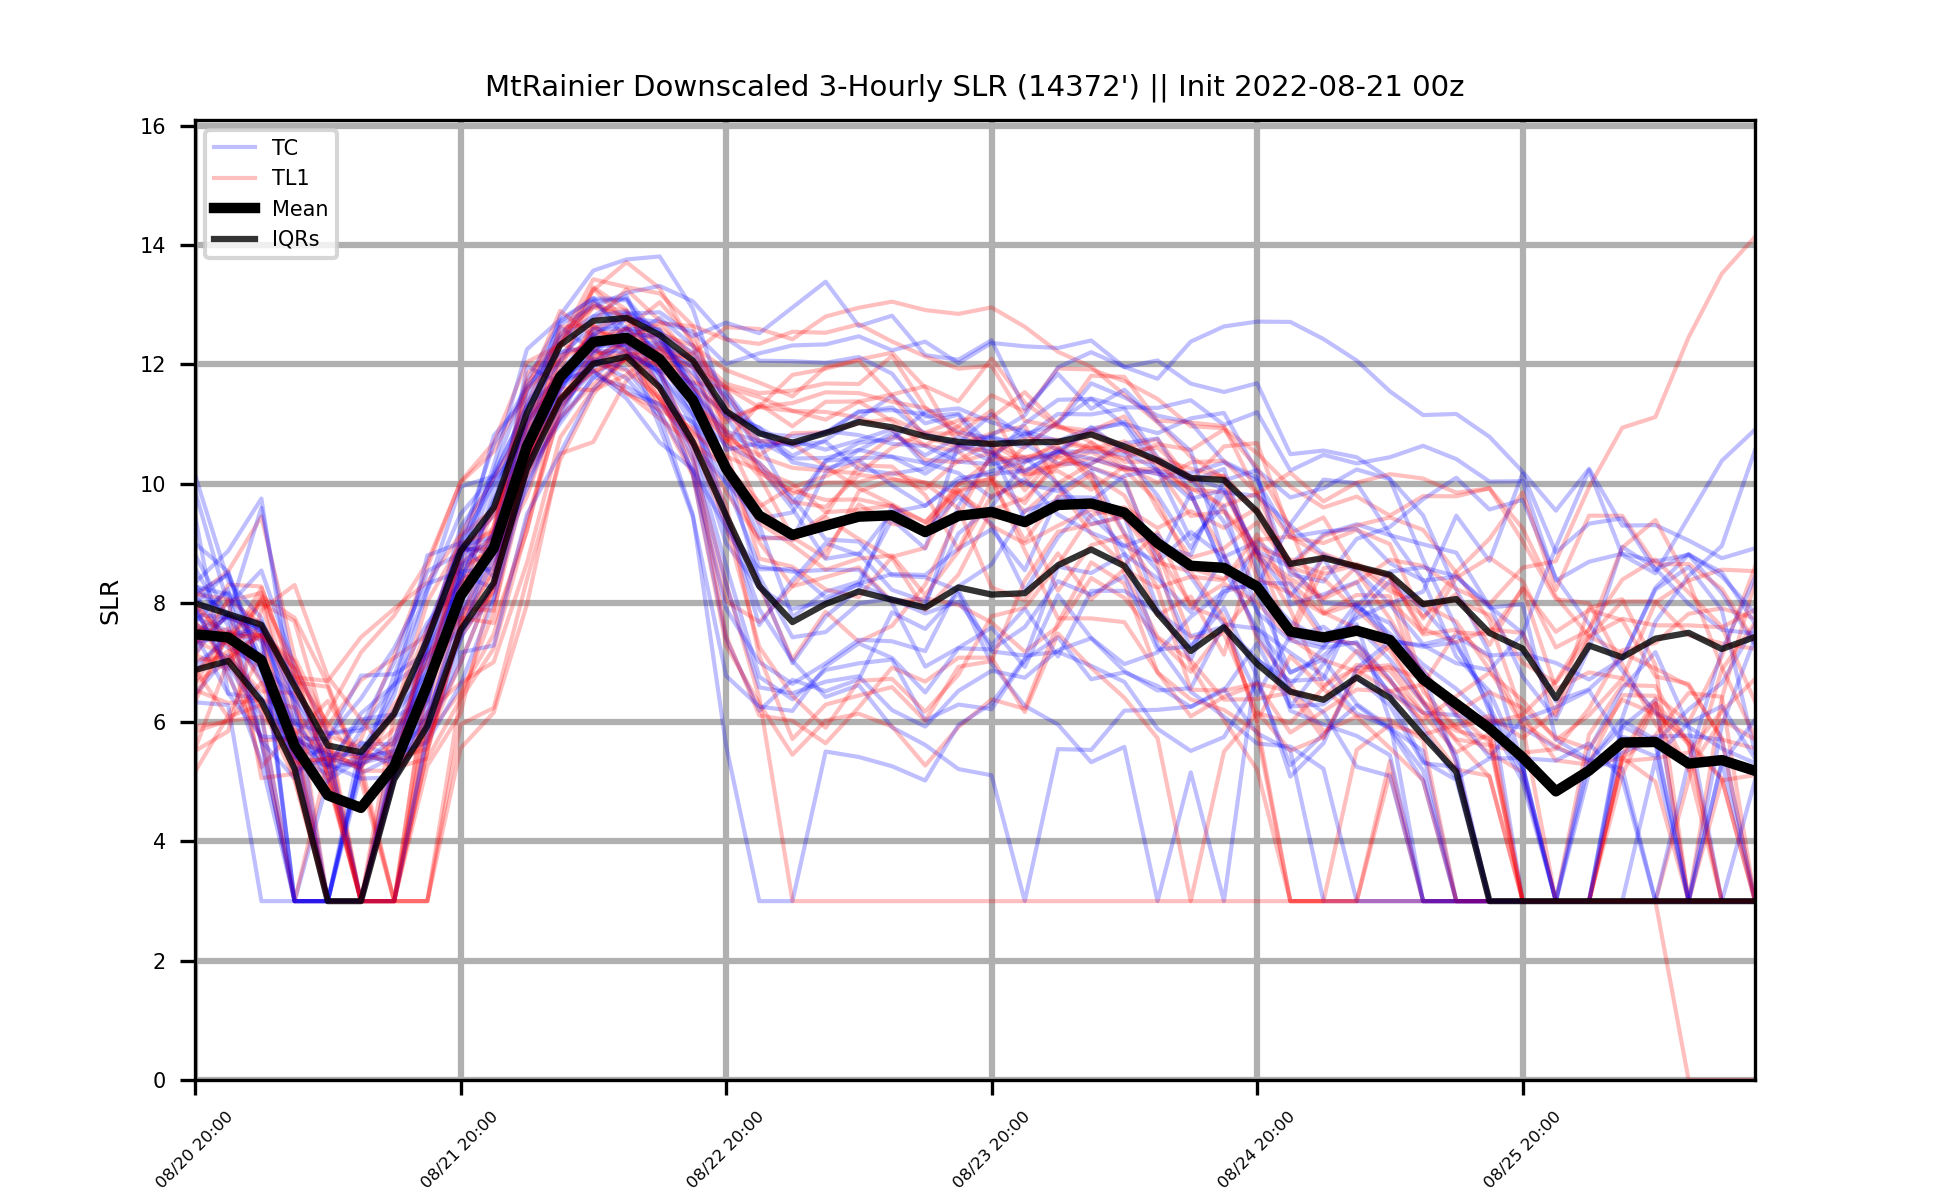 MtRainier Downscaled 3-Hourly SLR (14372') || Init 2022-08-21 00z
TC
TL1
Mean
IQRs
SLR
16
14
12
10
8
6
4
2
0
08/20 20:00
08/21 20:00
08/22 20:00
08/23 20:00
08/24 20:00
08/25 20:00